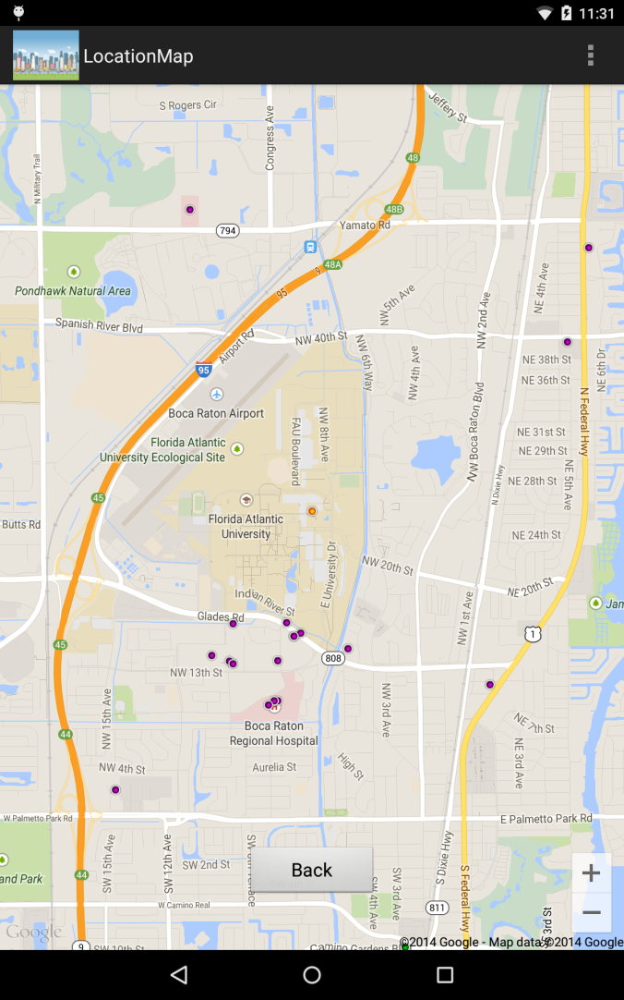 11:31
LocationMap
Jeffery St
S Rogers Cir
Congress Ave
N Military Trail
48
48B
Yamato Rd
794
48A
9
95
Pondhawk Natural Area
NW 5th Ave
NE 4th Ave
NW 2nd Ave
Spanish River Blvd
NW 40th St
Airport Rd
NW 6th Way
NW 4th Ave
NE 38th St
NE 6th Dr
95
NE 36th St
Boca Raton Airport
NW Boca Raton Blvd
N Federal Hwy
FAU Boulevard
NW 8th Ave
NE 31st St
Florida Atlantic
University Ecological Site
NE 29th St
N Dixie Hwy
NE 28th St
NE 5th Ave
45
Florida Atlantic
University
Butts Rd
NE 24th St
E University Dr
NW 20th St
NE 20th St
Indian River St
Glades Rd
NW 1st Ave
Jam
1
45
808
NW 13th St
NW 15th Ave
NW 3rd Ave
Boca Raton
Regional Hospital
H
NE 7th St
44
NE 3rd Ave
NW 4th St
Aurelia St
High St
W Palmetto Park Rd
E Palmetto Park Rd
SW 15th Ave
SW 12th Ave
SW 2nd St
Back
S Dixie Hwy
S Federal Hwy
44
and Park
SW 4th Ave
SW 3rd Ave
+
−
W Camino Real
811
Google
9
SW 10th St
Camino Gardens Bl
©2014 Google - Map data ©2014 Google